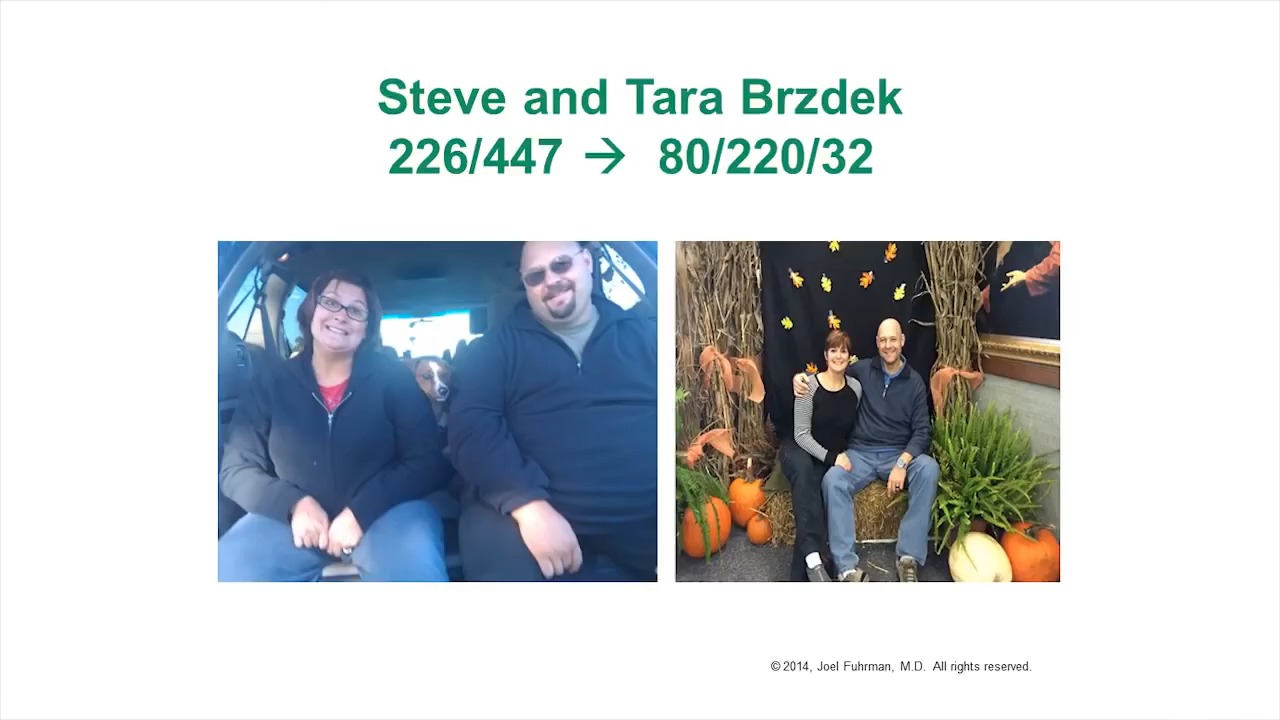 Steve and Tara Brzdek
226/447 → 80/220/32
© 2014, Joel Fuhrman, M.D. All rights reserved.